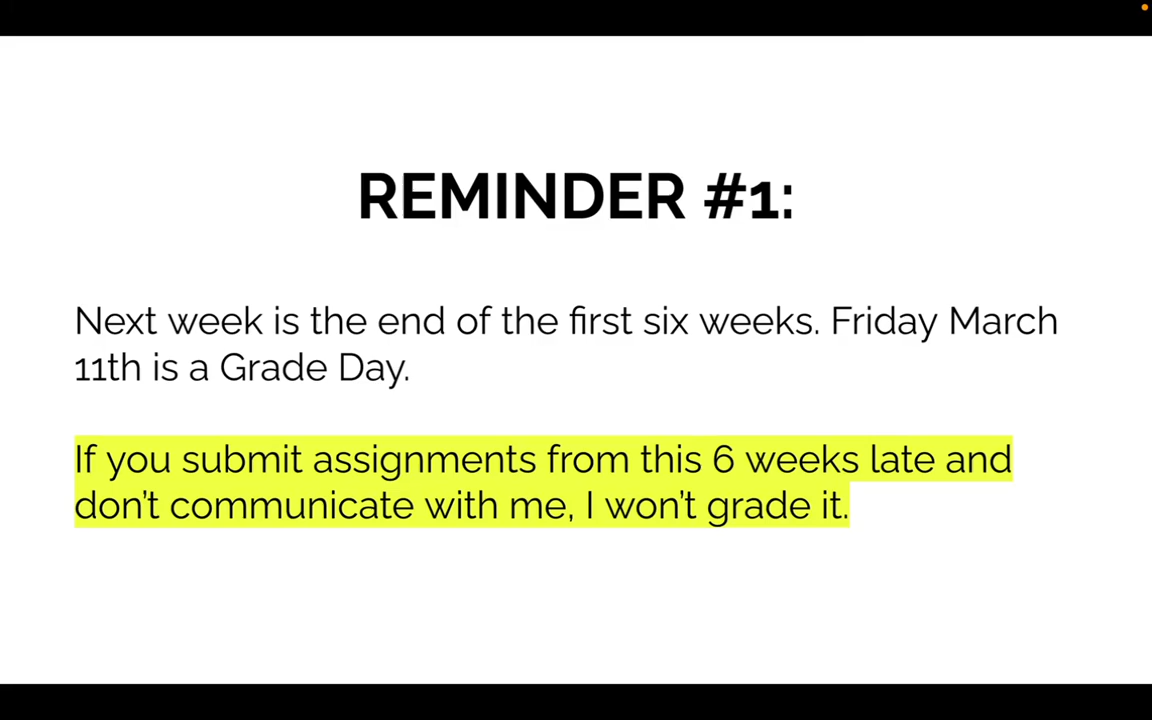 REMINDER #1:
Next week is the end of the first six weeks. Friday March
11th is a Grade Day.
If you submit assignments from this 6 weeks late and
don’t communicate with me, I won’t grade it.